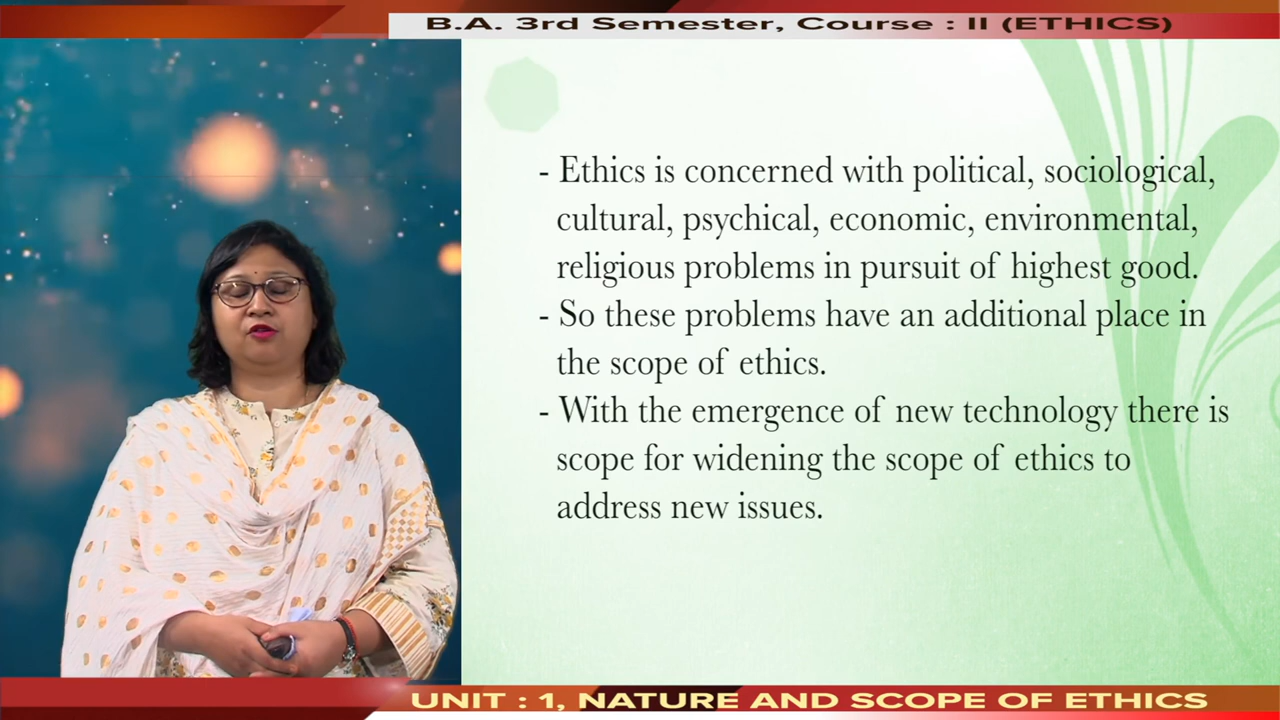 B.A. 3rd Semester, Course : II (ETHICS)
- Ethics is concerned with political, sociological,
cultural, psychical, economic, environmental,
religious problems in pursuit of highest good.
- So these problems have an additional place in
the scope of ethics.
- With the emergence of new technology there is
scope for widening the scope of ethics to
address new issues.
UNIT : 1, NATURE AND SCOPE OF ETHICS